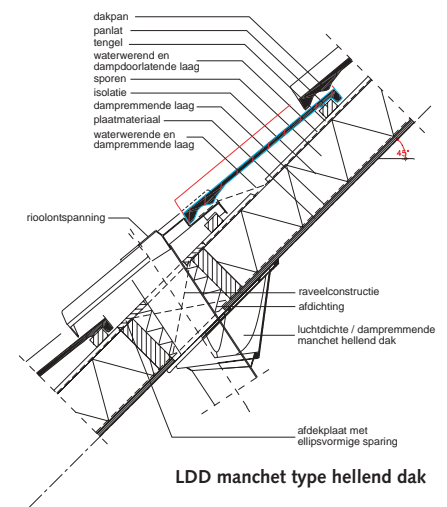 dakpan
panlat
tengel
waterwerend en
dampdoorlatende laag
sporen
isolatie
dampremmende laag
plaatmateriaal
waterwerende en
dampremmende laag
45°
rioolontspanning
raveelconstructie
afdichting
luchtdichte / dampremmende
manchet hellend dak
afdekplaat met
ellipsvormige sparing
LDD manchet type hellend dak